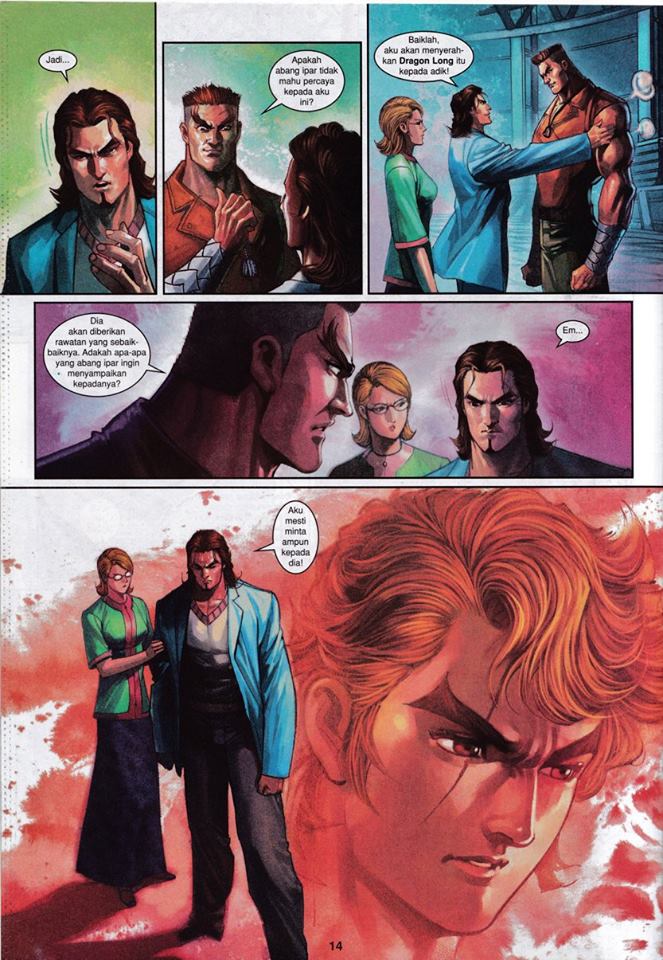 Jadi...
Apakah
abang ipar tidak
mahu percaya
kepada aku
ini?
Baiklah,
aku akan menyerah-
kan Dragon Long itu
kepada adik!
Dia
akan diberikan
rawatan yang sebaik-
baiknya. Adakah apa-apa
yang abang ipar ingin
menyampaikan
kepadanya?
Em...
Aku
mesti
minta
ampun
kepada
dia!
14